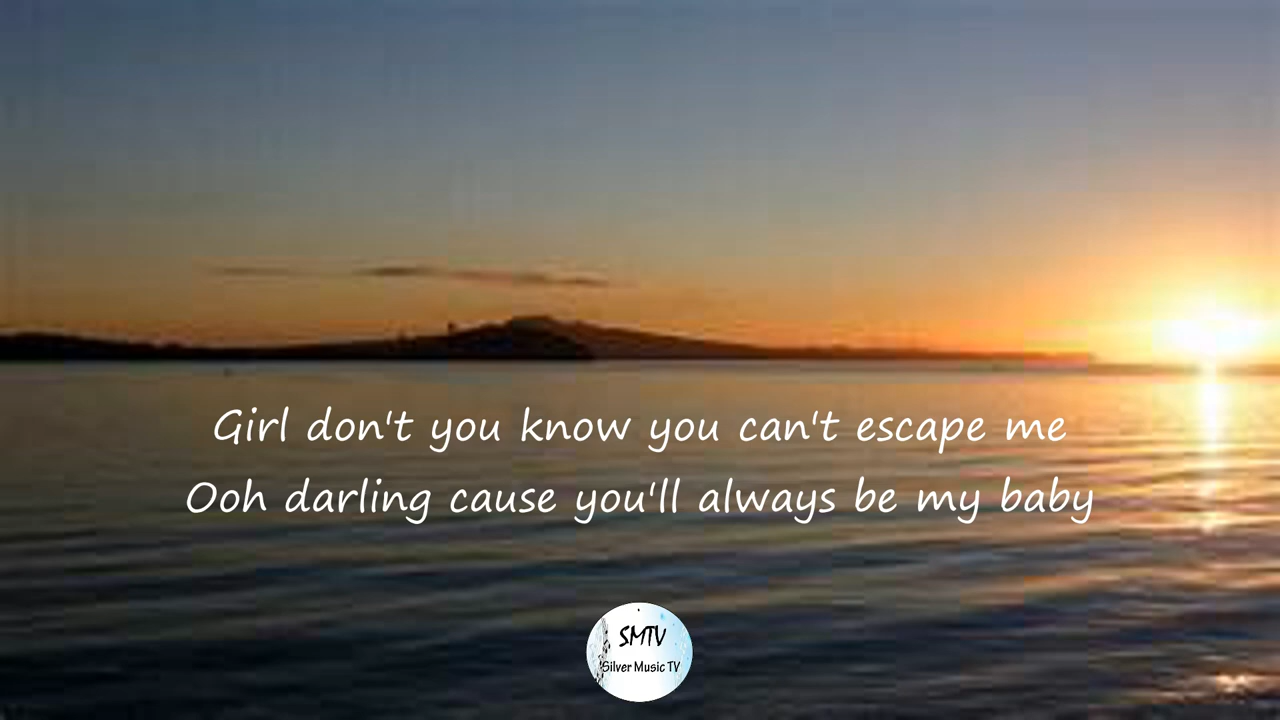 Girl don't you know you can't escape me
Ooh darling cause you'll always be my baby
SMTV
Silver Music TV